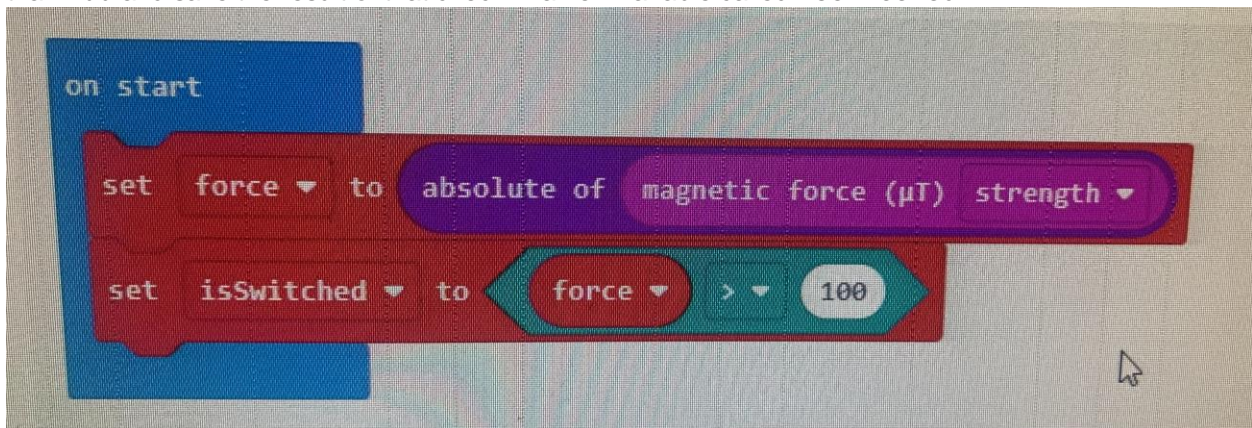 on start
set force to absolute of magnetic force (µT) strength
set isSwitched to force > 100